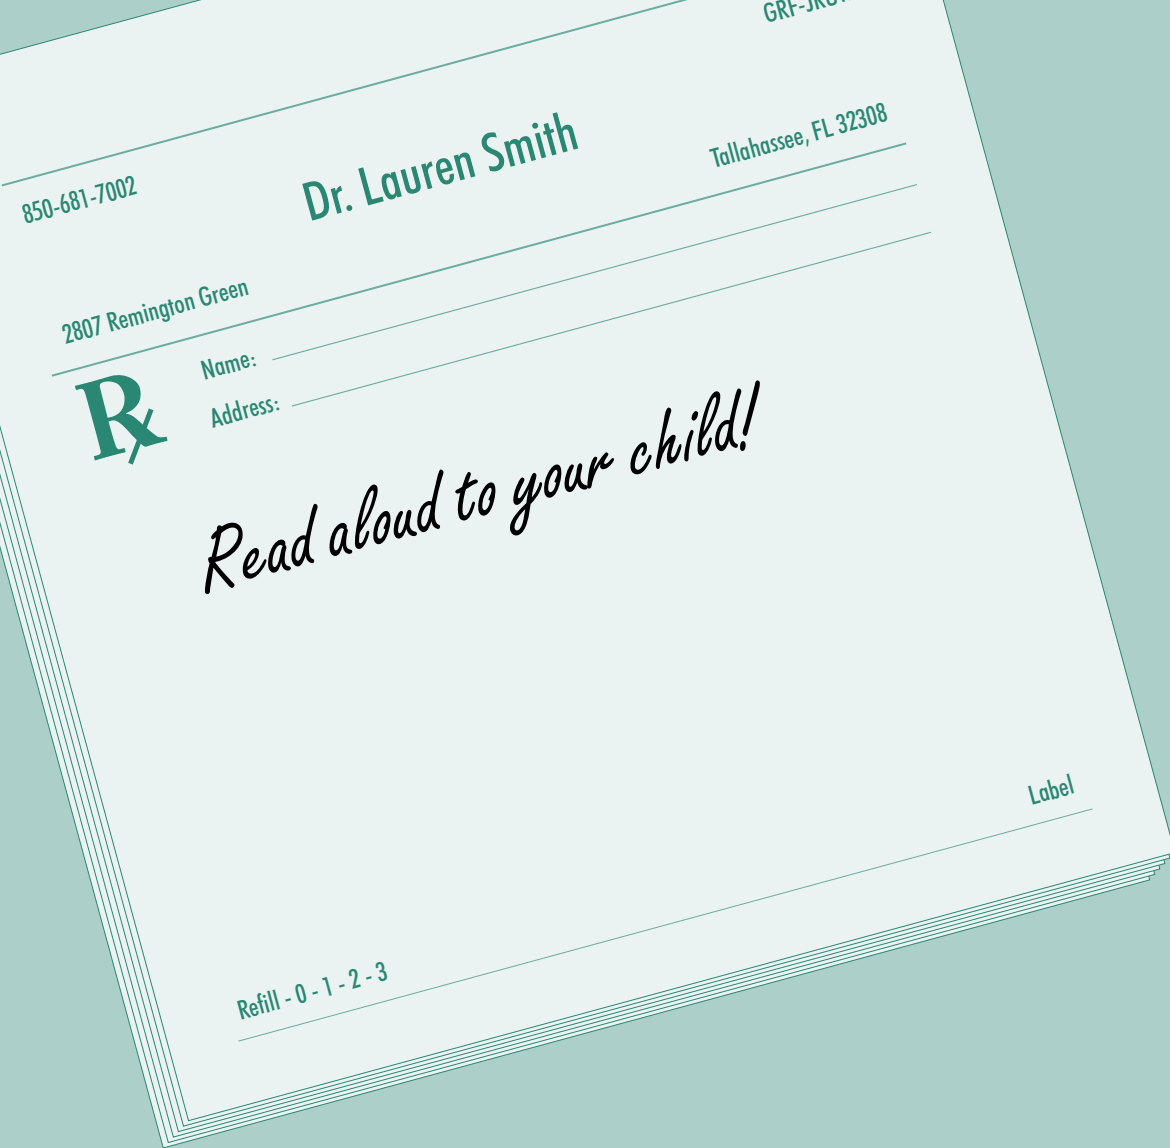 850-681-7002
Dr. Lauren Smith
2807 Remington Green
Tallahassee, FL 32308
Rx
Name:
Address:
Read aloud to your child!
Label
Refill - 0 - 1 - 2 - 3